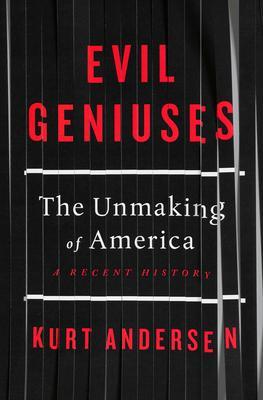 EVIL
GENIUSES
The Unmaking
of America
A RECENT HISTORY
KURT ANDERSEN